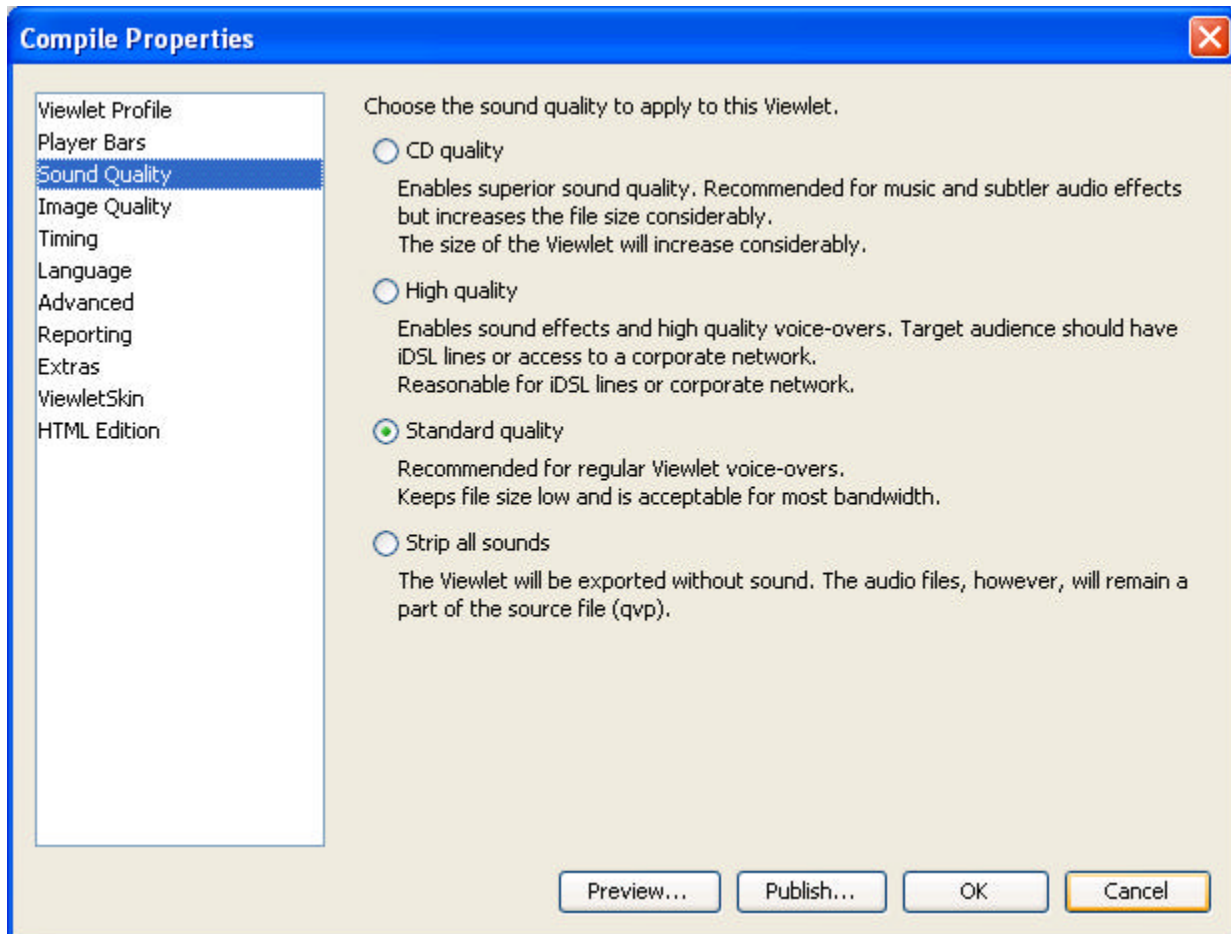 Compile Properties
Viewlet Profile
Player Bars
Sound Quality
Image Quality
Timing
Language
Advanced
Reporting
Extras
ViewletSkin
HTML Edition
Choose the sound quality to apply to this Viewlet.
CD quality
Enables superior sound quality. Recommended for music and subtler audio effects
but increases the file size considerably.
The size of the Viewlet will increase considerably.
High quality
Enables sound effects and high quality voice-overs. Target audience should have
iDSL lines or access to a corporate network.
Reasonable for iDSL lines or corporate network.
Standard quality
Recommended for regular Viewlet voice-overs.
Keeps file size low and is acceptable for most bandwidth.
Strip all sounds
The Viewlet will be exported without sound. The audio files, however, will remain a
part of the source file (qvp).
Preview...
Publish...
OK
Cancel